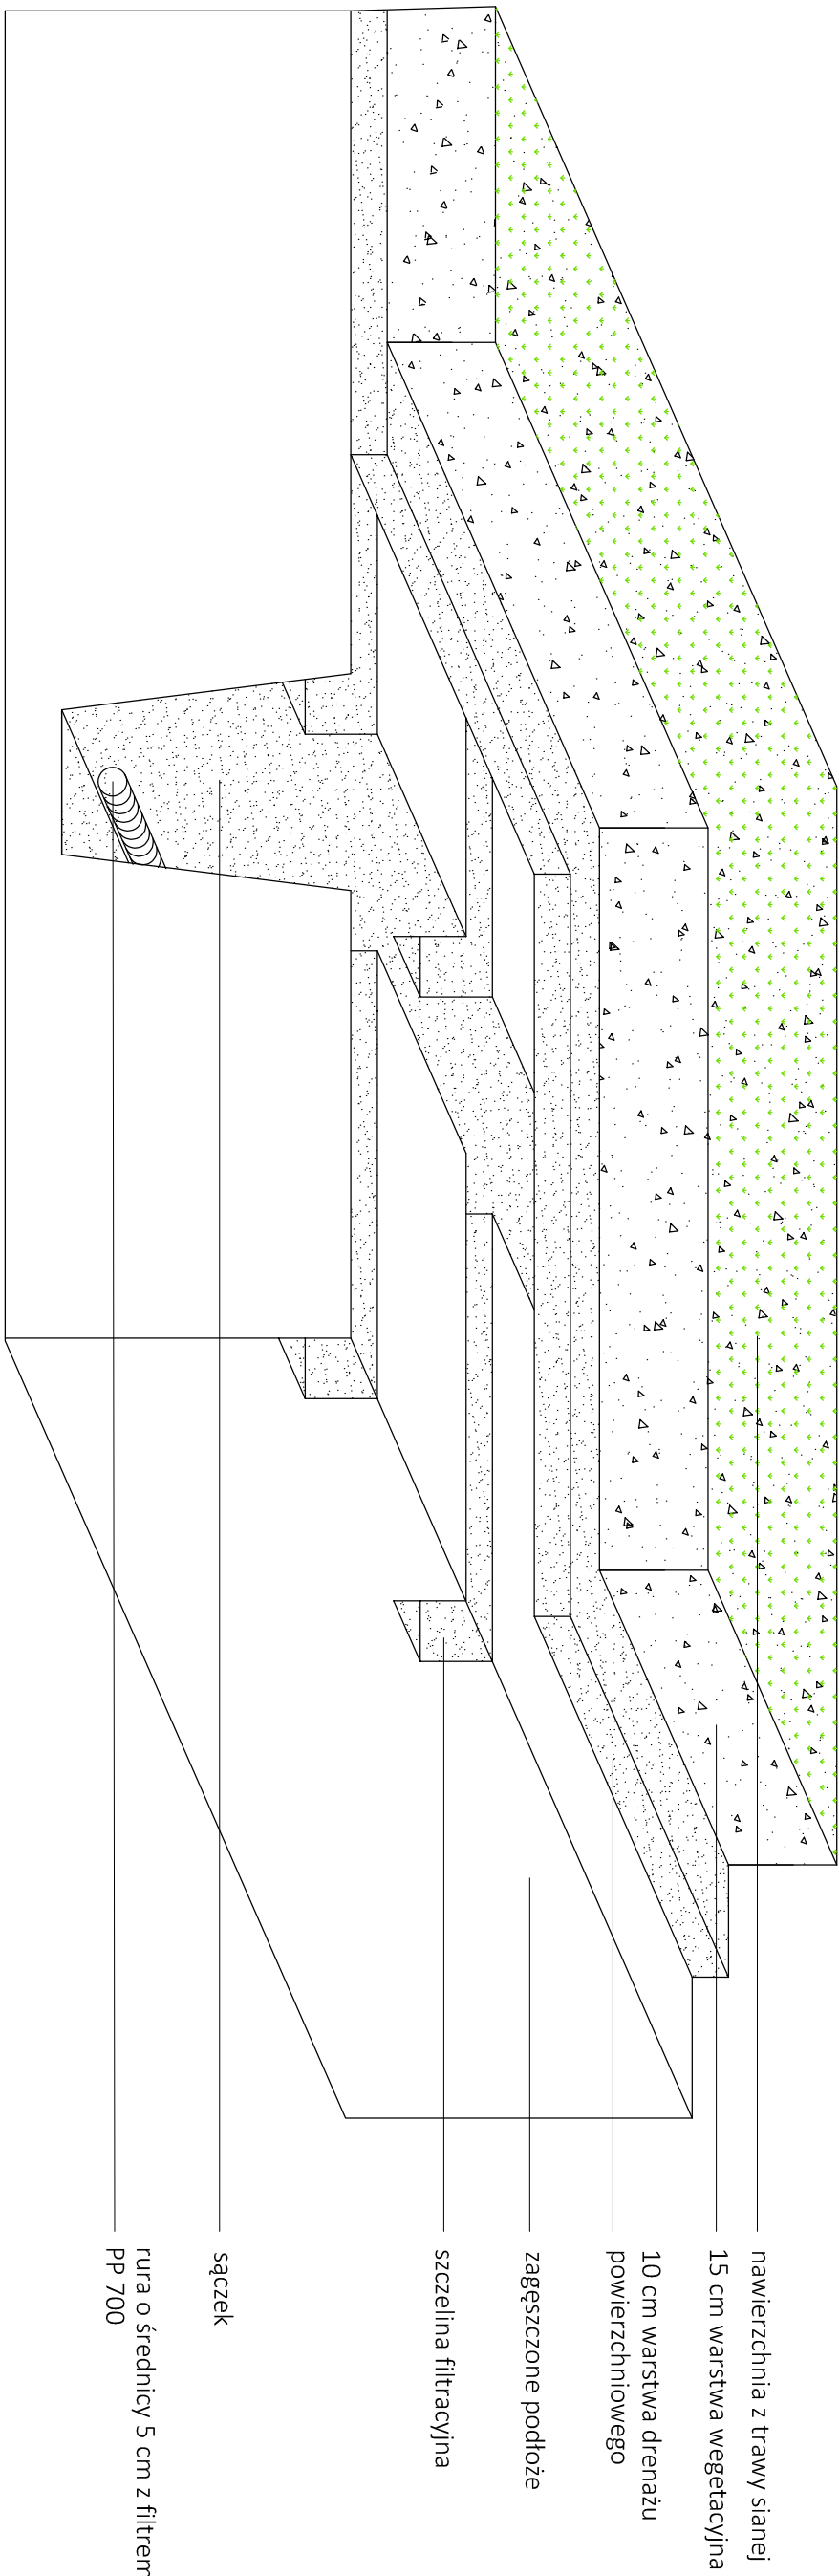 nawierzchnia z trawy sianej
15 cm warstwa wegetacyjna
10 cm warstwa drenażu
powierzchniowego
zagęszczone podłoże
szczelina filtracyjna
sączek
rura o średnicy 5 cm z filtrem
PP 700